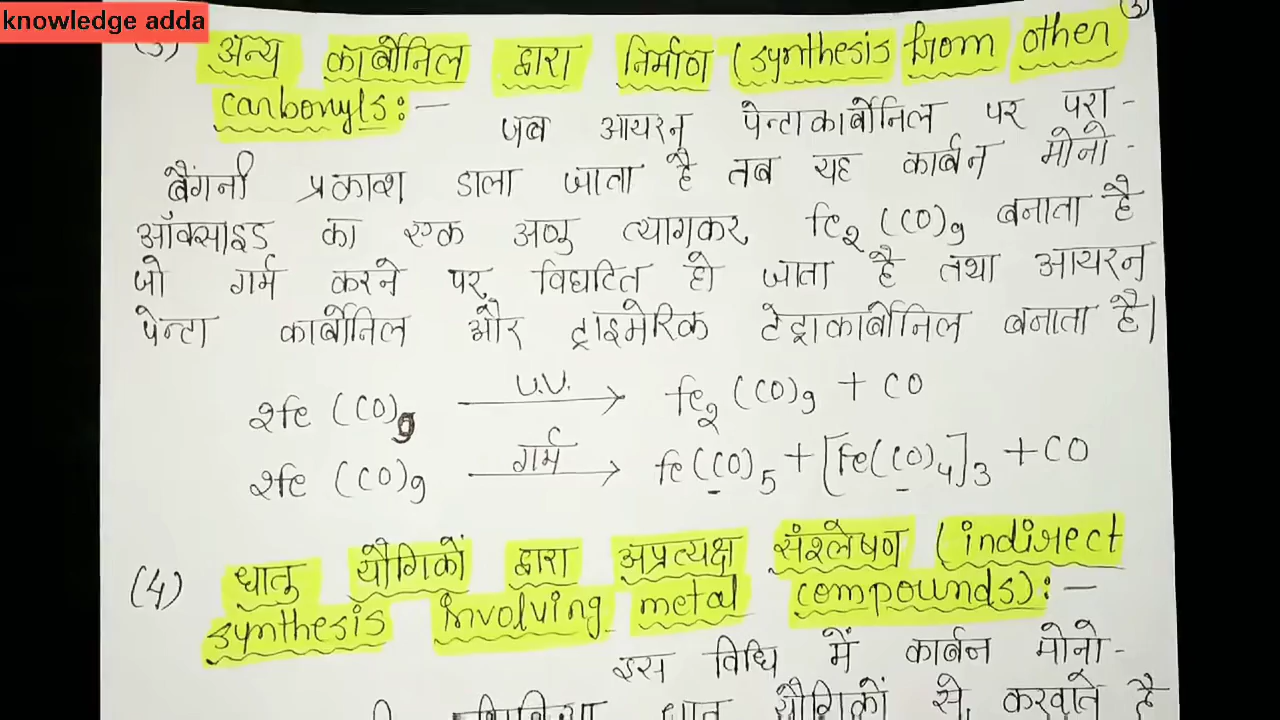 knowledge adda
(3)
(3) अन्य कार्बोनिल द्वारा निर्माण (synthesis from other
carbonyls:-
जब आयरन पेन्टाकार्बोनिल पर परा-
बैंगनी प्रकाश डाला जाता है तब यह कार्बन मोनो-
ऑक्साइड का एक अणु त्यागकर, fe2 (CO)9 बनाता है
जो गर्म करने पर, विघटित हो जाता है तथा आयरन
पेन्टा कार्बोनिल और ट्राइमेरिक टेट्राकार्बोनिल बनाता है।
2fe (CO)9 U.V. → fe2 (CO)9 + CO
2fe (CO)9 गर्म → fe(CO)5 + [Fe(CO)4]3 + CO
(4) धातु यौगिकों द्वारा अप्रत्यक्ष संश्लेषण (indirect
synthesis involving metal compounds):-
इस विधि में कार्बन मोनो-
धातु यौगिकों से, करवाते है